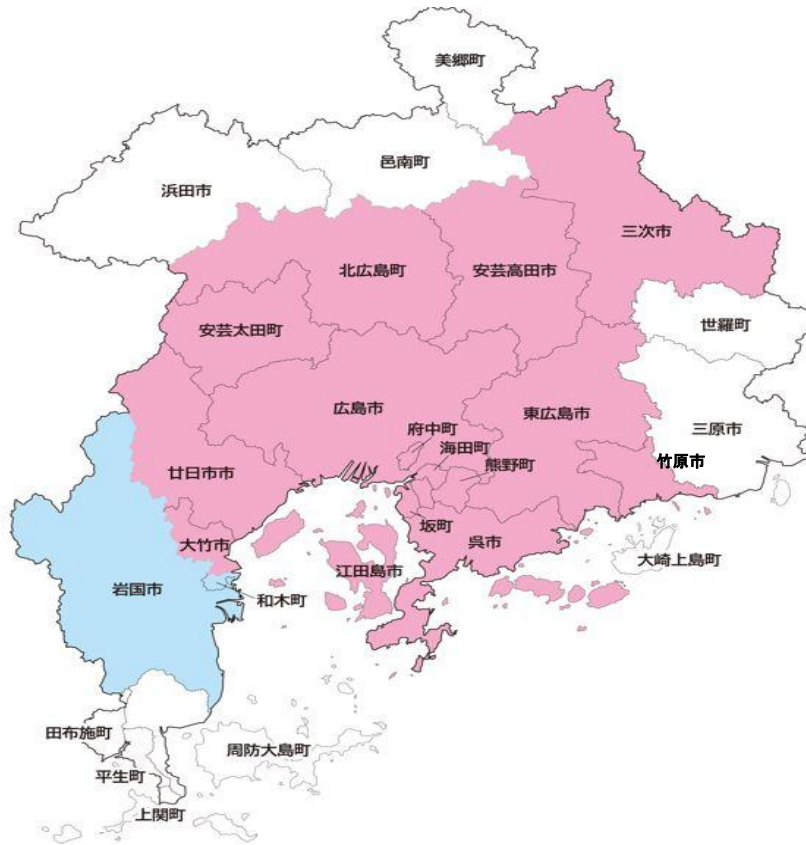 美郷町
邑南町
浜田市
三次市
北広島町
安芸高田市
世羅町
安芸太田町
広島市
東広島市
三原市
府中町
海田町
熊野町
竹原市
廿日市市
坂町
呉市
大竹市
大崎上島町
江田島市
岩国市
和木町
田布施町
周防大島町
平生町
上関町